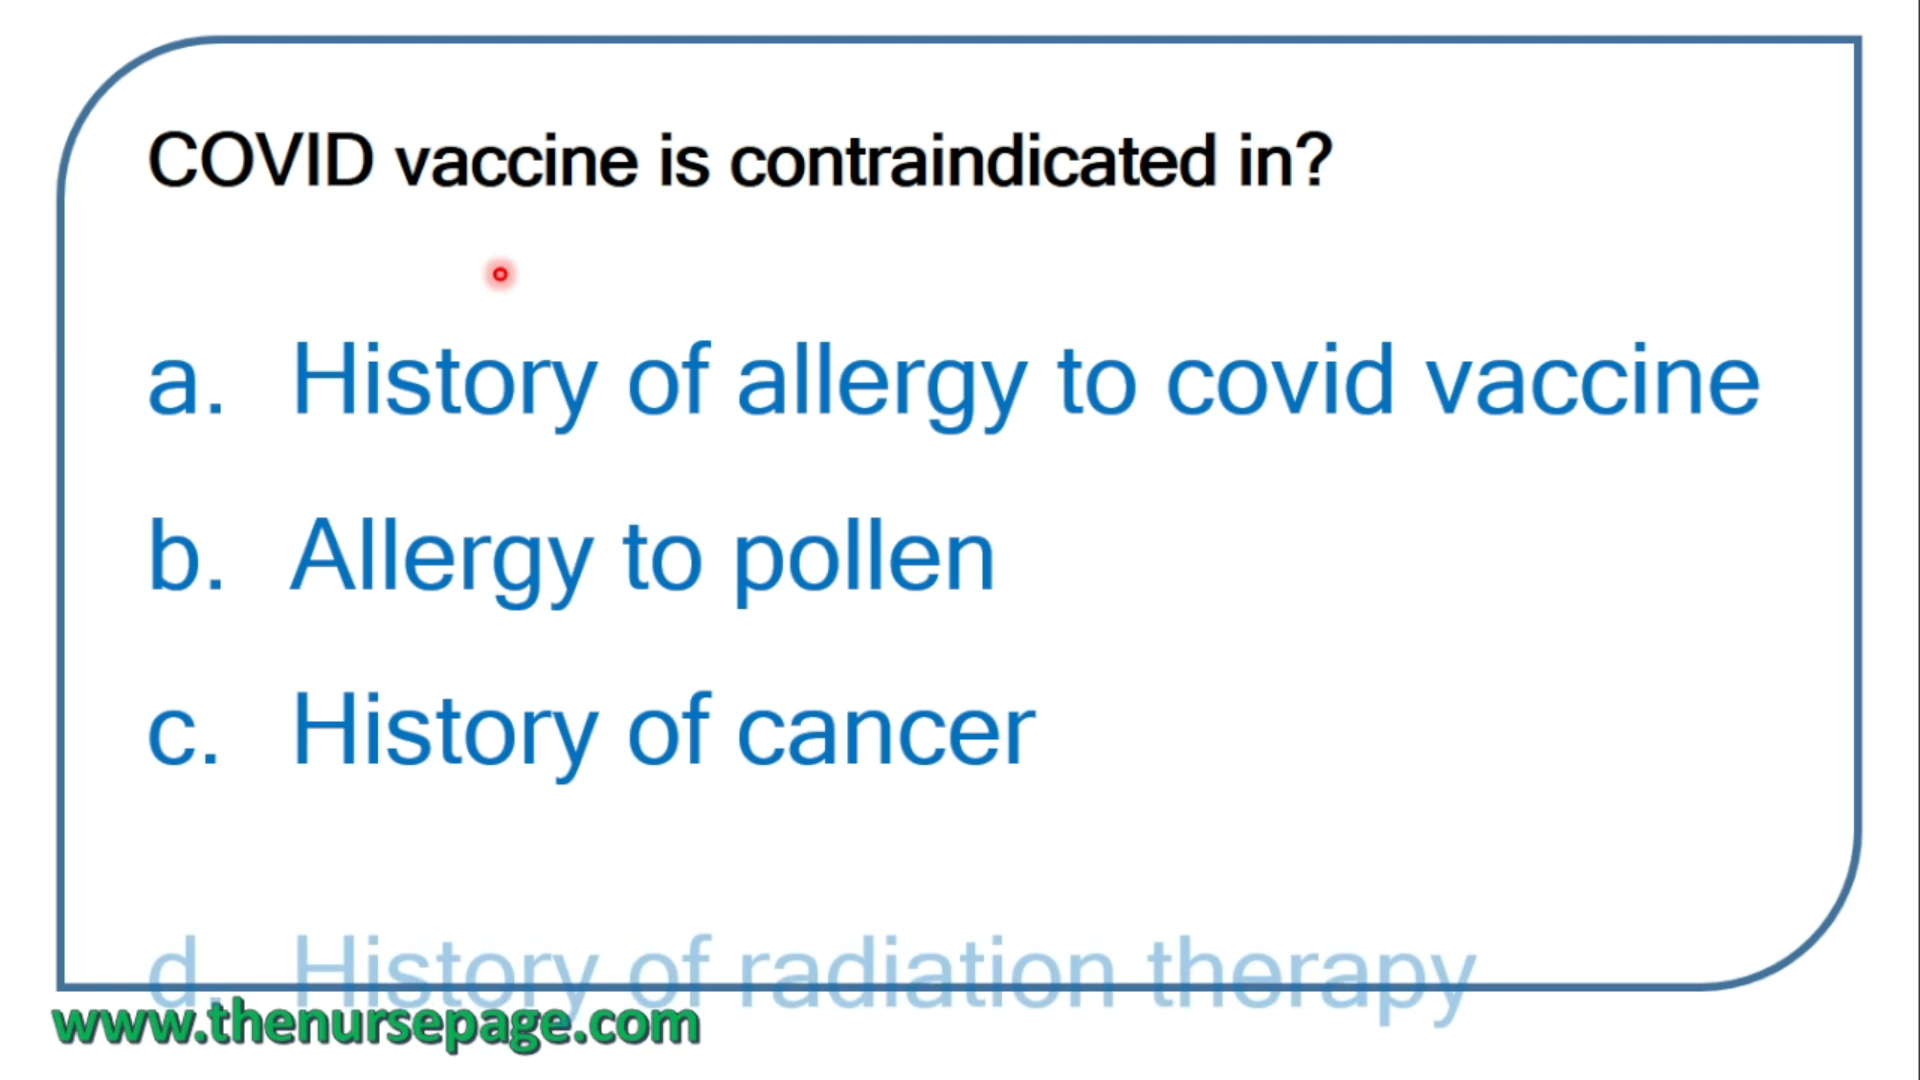 COVID vaccine is contraindicated in?
a. History of allergy to covid vaccine
b. Allergy to pollen
c. History of cancer
d. History of radiation therapy
www.thenursepage.com